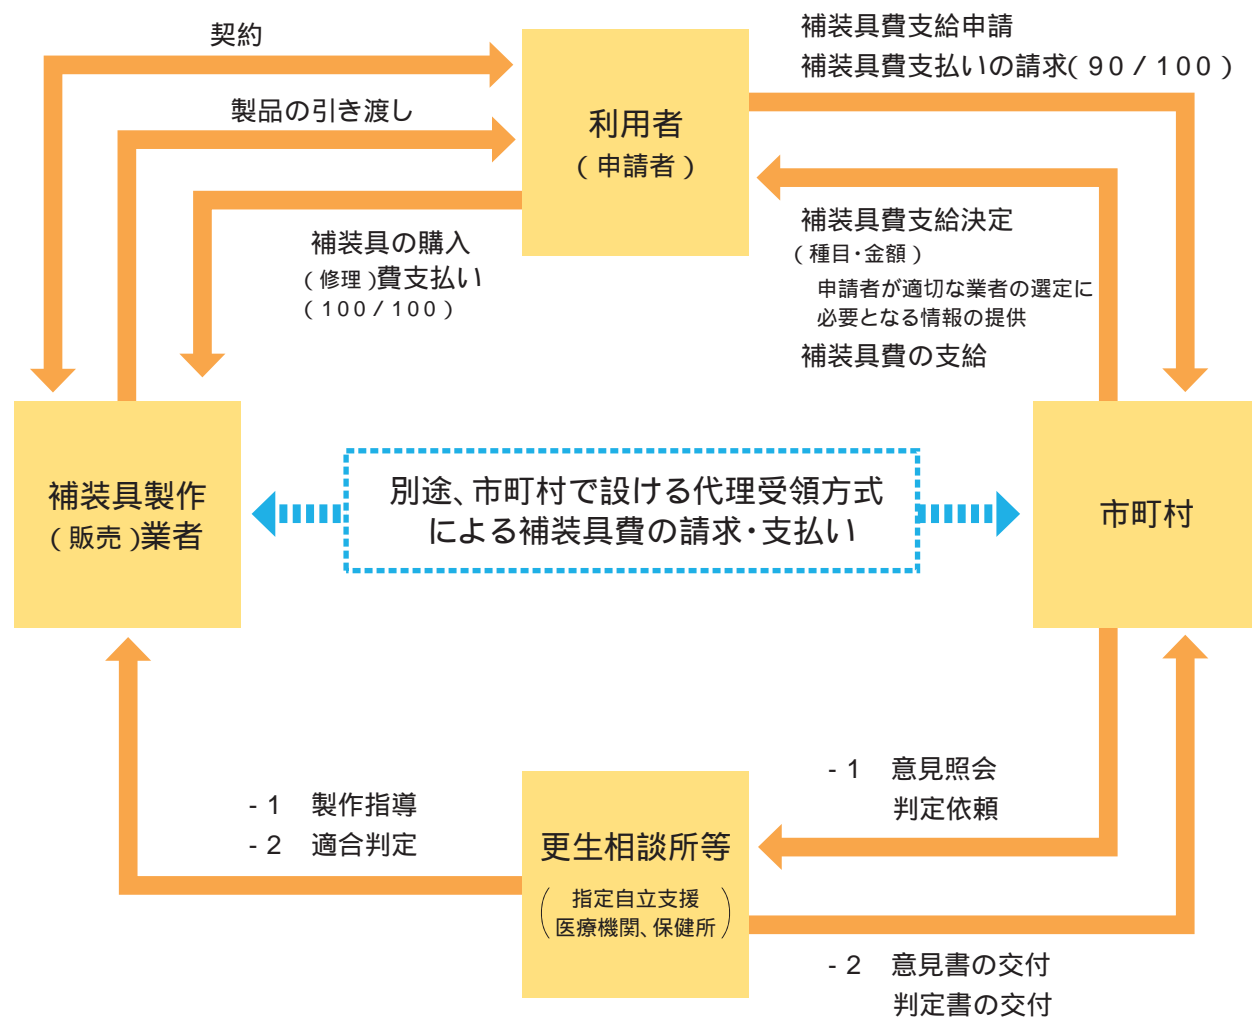 契約
製品の引き渡し
補装具の購入
(修理)費支払い
(100/100)
利用者
(申請者)
補装具費支給申請
補装具費支払いの請求(90/100)
補装具費支給決定
(種目・金額)
申請者が適切な業者の選定に
必要となる情報の提供
補装具費の支給
補装具製作
(販売)業者
別途、市町村で設ける代理受領方式
による補装具費の請求・支払い
市町村
-1 製作指導
-2 適合判定
更生相談所等
(指定自立支援
医療機関、保健所)
-1 意見照会
判定依頼
-2 意見書の交付
判定書の交付